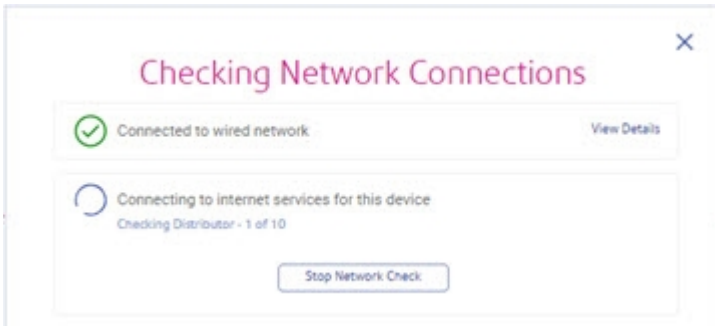 Checking Network Connections
Connected to wired network View Details
Connecting to internet services for this device
Checking Distributor - 1 of 10
Stop Network Check